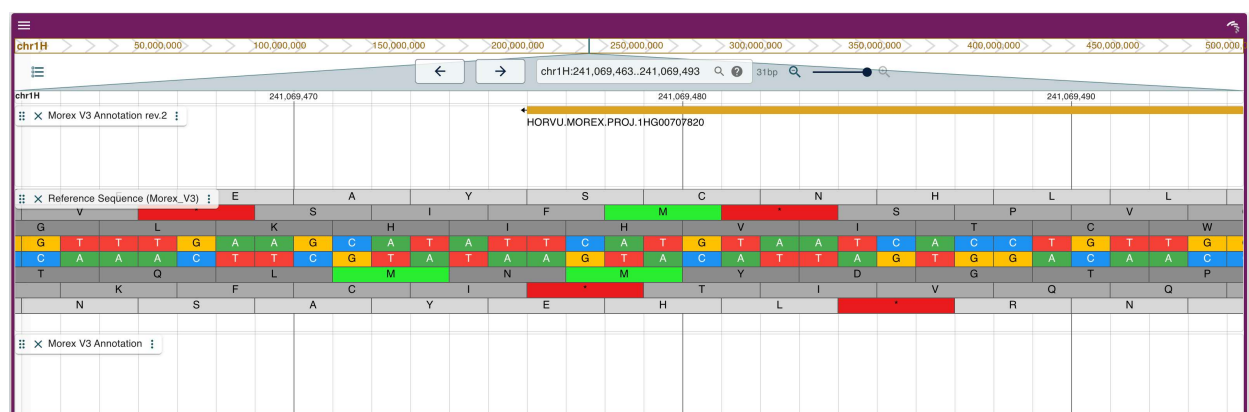 chr1H 50,000,000 100,000,000 150,000,000 200,000,000 250,000,000 300,000,000 350,000,000 400,000,000 450,000,000 500,000,
chr1H:241,069,463..241,069,493 31bp
chr1H 241,069,470 241,069,480 241,069,490
Morex V3 Annotation rev.2
HORVU.MOREX.PROJ.1HG00707820
Reference Sequence (Morex_V3) E A Y S C N H L L
V * S I F M * S P V
G L K H I H V I T C W
G T T T G A A G C A T A T T C A T G T A A T C A C C T G T T G
C A A A C T T C G T A T A A G T A C A T T A G T G G A C A A C
T Q L M N M Y D G T P
K F C I * T I V Q Q
N S A Y E H L * R N
Morex V3 Annotation